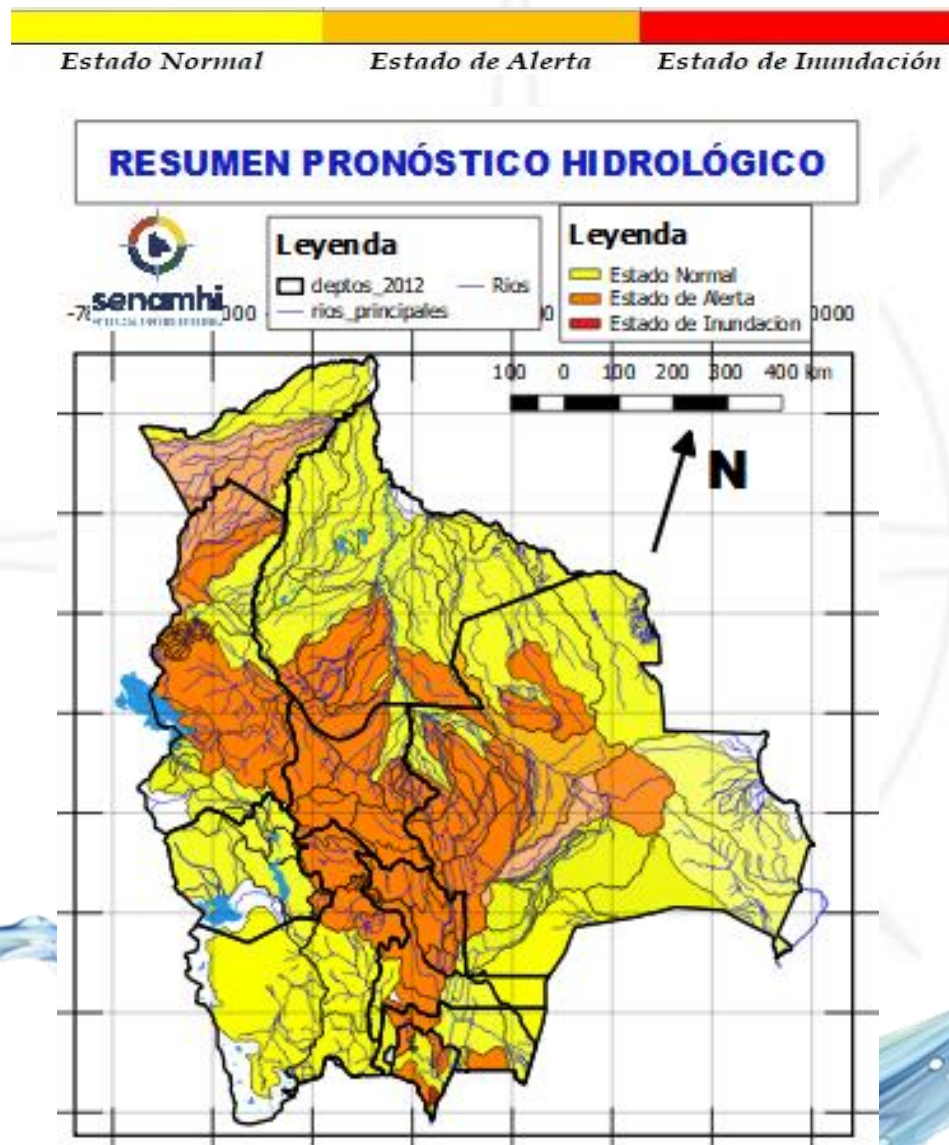 Estado Normal Estado de Alerta Estado de Inundación
RESUMEN PRONÓSTICO HIDROLÓGICO
senamhi
Leyenda
deptos_2012 Rios
rios_principales
Leyenda
Estado Normal
Estado de Alerta
Estado de Inundacion
100 0 100 200 300 400 km
N